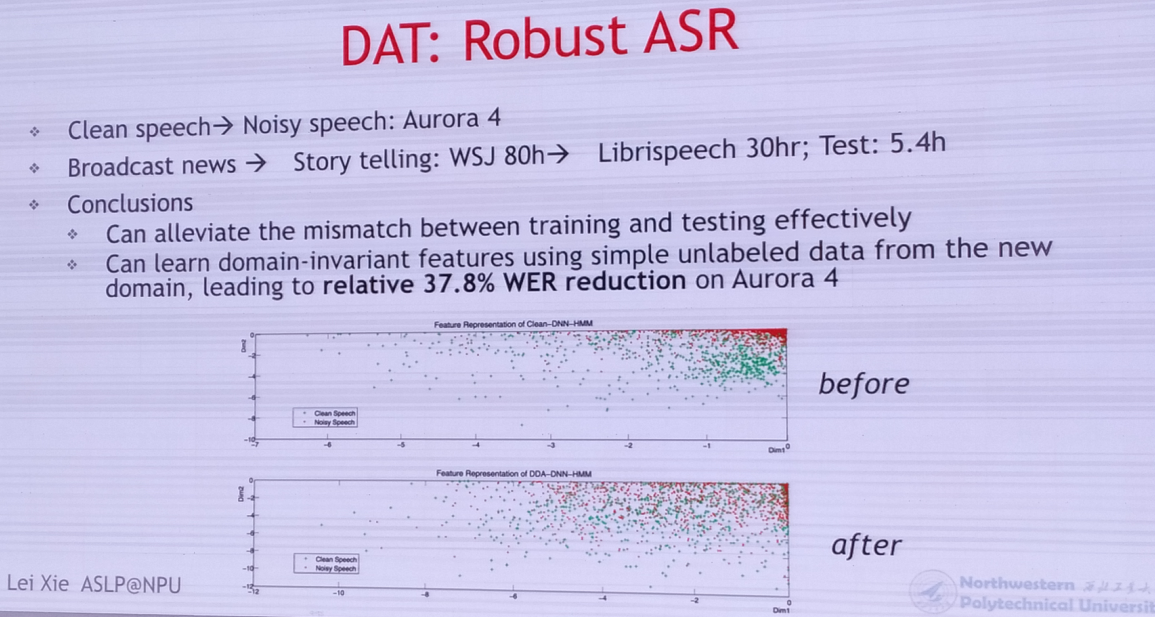 DAT: Robust ASR
❖ Clean speech→ Noisy speech: Aurora 4
❖ Broadcast news → Story telling: WSJ 80h→ Librispeech 30hr; Test: 5.4h
❖ Conclusions
❖ Can alleviate the mismatch between training and testing effectively
❖ Can learn domain-invariant features using simple unlabeled data from the new
domain, leading to relative 37.8% WER reduction on Aurora 4
Feature Representation of Clean-DNN-HMM
Dim2
0
-2
-4
-6
-8
-10
Clean Speech
Noisy Speech
-7 -6 -5 -4 -3 -2 -1 0
Dim1
before
Feature Representation of DDA-DNN-HMM
Dim2
0
-2
-4
-6
-8
-10
-12
Clean Speech
Noisy Speech
-12 -10 -8 -6 -4 -2 0
Dim1
after
Lei Xie ASLP@NPU
Northwestern
Polytechnical Universit